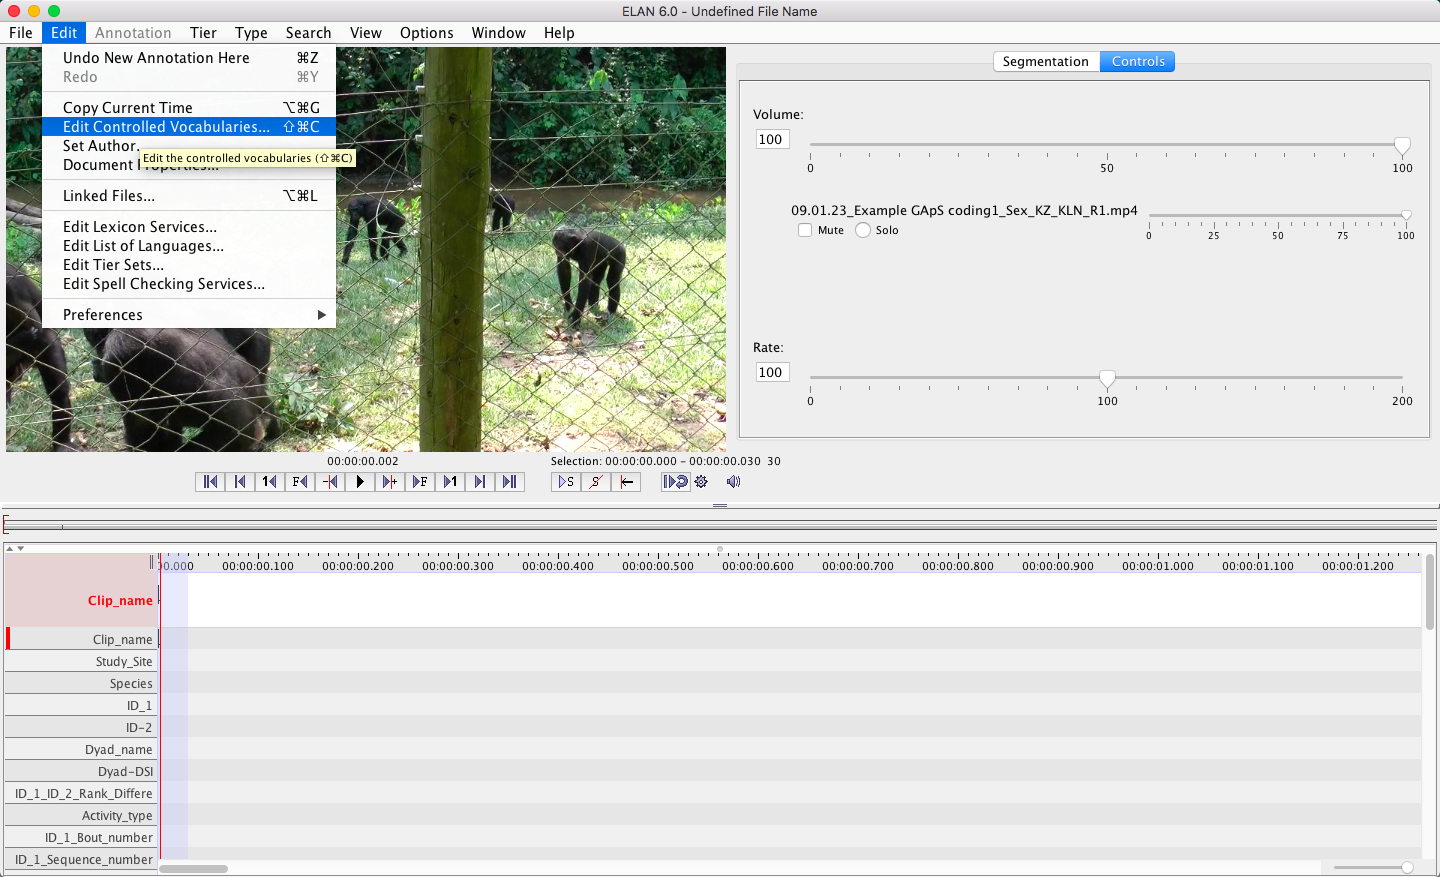 ELAN 6.0 - Undefined File Name
File Edit Annotation Tier Type Search View Options Window Help
Undo New Annotation Here ⌘Z
Redo ⌘Y
Copy Current Time ⌥⌘G
Edit Controlled Vocabularies... ⇧⌘C
Set Author.
Edit the controlled vocabularies (⇧⌘C)
Document Properties...
Linked Files... ⌥⌘L
Edit Lexicon Services...
Edit List of Languages...
Edit Tier Sets...
Edit Spell Checking Services...
Preferences
Segmentation Controls
Volume:
100
0 50 100
09.01.23_Example GApS coding1_Sex_KZ_KLN_R1.mp4
Mute Solo
0 25 50 75 100
Rate:
100
0 100 200
00:00:00.002
Selection: 00:00:00.000 - 00:00:00.030 30
1 F F 1 S S
00.000 00:00:00.100 00:00:00.200 00:00:00.300 00:00:00.400 00:00:00.500 00:00:00.600 00:00:00.700 00:00:00.800 00:00:00.900 00:00:01.000 00:00:01.100 00:00:01.200
Clip_name
Clip_name
Study_Site
Species
ID_1
ID-2
Dyad_name
Dyad-DSI
ID_1_ID_2_Rank_Differe
Activity_type
ID_1_Bout_number
ID_1_Sequence_number